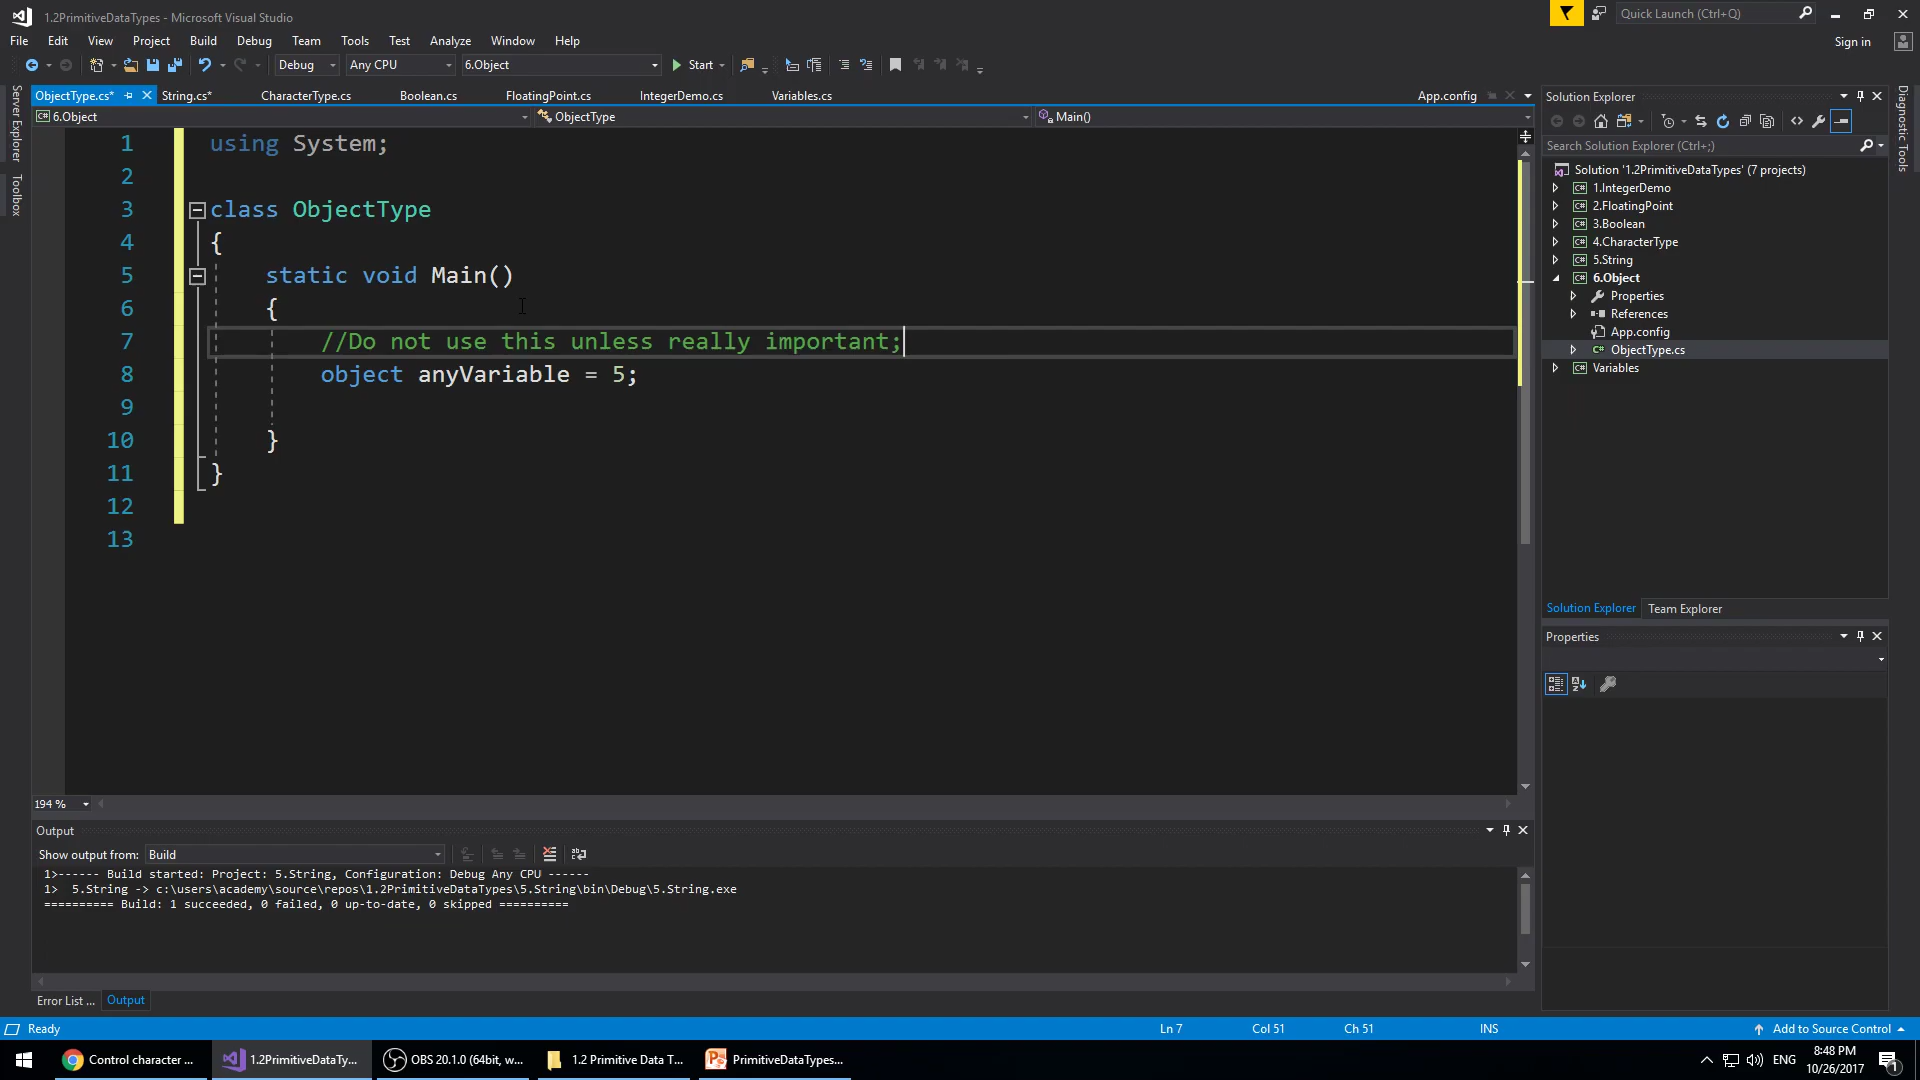 1.2PrimitiveDataTypes - Microsoft Visual Studio
Quick Launch (Ctrl+Q)
File Edit View Project Build Debug Team Tools Test Analyze Window Help
Sign in
Debug Any CPU 6.Object Start
Server Explorer
Toolbox
ObjectType.cs* String.cs* CharacterType.cs Boolean.cs FloatingPoint.cs IntegerDemo.cs Variables.cs App.config
6.Object ObjectType Main()
1 using System;
2
3 class ObjectType
4 {
5 static void Main()
6 {
7 //Do not use this unless really important;
8 object anyVariable = 5;
9
10 }
11 }
12
13
194 %
Output
Show output from: Build
1>------ Build started: Project: 5.String, Configuration: Debug Any CPU ------
1> 5.String -> c:\users\academy\source\repos\1.2PrimitiveDataTypes\5.String\bin\Debug\5.String.exe
========== Build: 1 succeeded, 0 failed, 0 up-to-date, 0 skipped ==========
Error List ... Output
Solution Explorer
Search Solution Explorer (Ctrl+;)
Solution '1.2PrimitiveDataTypes' (7 projects)
C# 1.IntegerDemo
C# 2.FloatingPoint
C# 3.Boolean
C# 4.CharacterType
C# 5.String
C# 6.Object
Properties
References
App.config
C# ObjectType.cs
C# Variables
Solution Explorer Team Explorer
Properties
Diagnostic Tools
Ready Ln 7 Col 51 Ch 51 INS Add to Source Control
Control character ... 1.2PrimitiveDataTy... OBS 20.1.0 (64bit, w... 1.2 Primitive Data T... PrimitiveDataTypes...
ENG 8:48 PM
10/26/2017
1